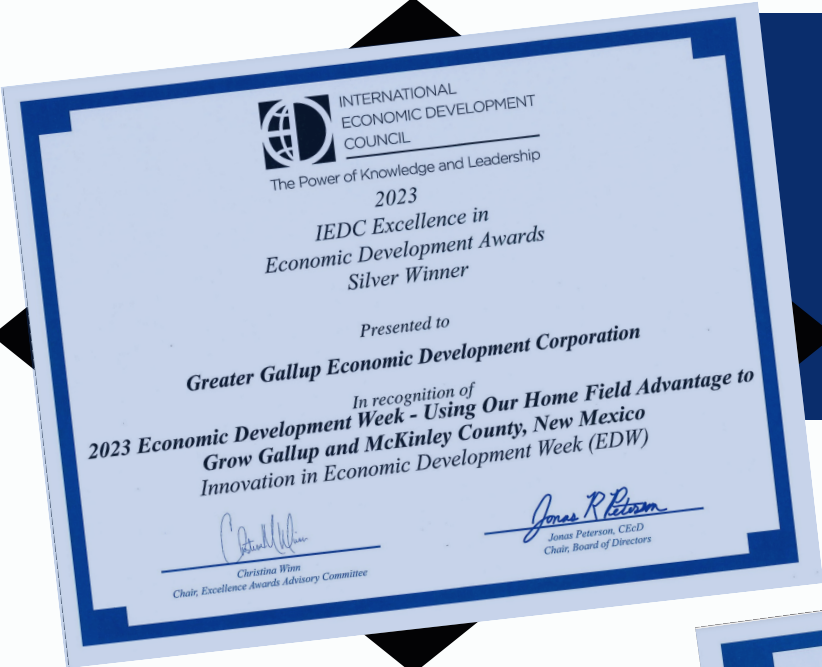 INTERNATIONAL
ECONOMIC DEVELOPMENT
COUNCIL
The Power of Knowledge and Leadership
2023
IEDC Excellence in
Economic Development Awards
Silver Winner
Presented to
Greater Gallup Economic Development Corporation
In recognition of
2023 Economic Development Week - Using Our Home Field Advantage to
Grow Gallup and McKinley County, New Mexico
Innovation in Economic Development Week (EDW)
Christina M Winn
Jonas R Peterson
Christina Winn
Chair, Excellence Awards Advisory Committee
Jonas Peterson, CEcD
Chair, Board of Directors